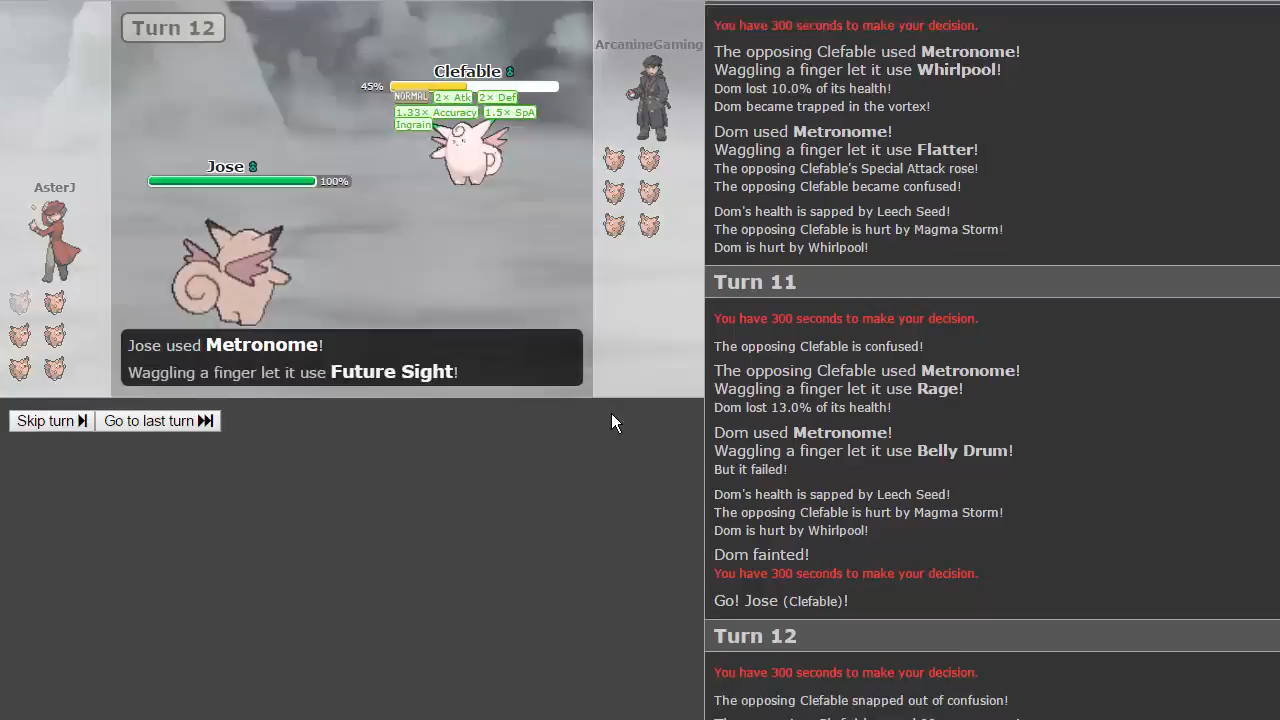 Turn 12
AsterJ
ArcanineGaming
Clefable
45%
NORMAL 2× Atk 2× Def
1.33× Accuracy 1.5× SpA
Ingrain
Jose
100%
Jose used Metronome!
Waggling a finger let it use Future Sight!
Skip turn
Go to last turn
You have 300 seconds to make your decision.
The opposing Clefable used Metronome!
Waggling a finger let it use Whirlpool!
Dom lost 10.0% of its health!
Dom became trapped in the vortex!
Dom used Metronome!
Waggling a finger let it use Flatter!
The opposing Clefable's Special Attack rose!
The opposing Clefable became confused!
Dom's health is sapped by Leech Seed!
The opposing Clefable is hurt by Magma Storm!
Dom is hurt by Whirlpool!
Turn 11
You have 300 seconds to make your decision.
The opposing Clefable is confused!
The opposing Clefable used Metronome!
Waggling a finger let it use Rage!
Dom lost 13.0% of its health!
Dom used Metronome!
Waggling a finger let it use Belly Drum!
But it failed!
Dom's health is sapped by Leech Seed!
The opposing Clefable is hurt by Magma Storm!
Dom is hurt by Whirlpool!
Dom fainted!
You have 300 seconds to make your decision.
Go! Jose (Clefable)!
Turn 12
You have 300 seconds to make your decision.
The opposing Clefable snapped out of confusion!